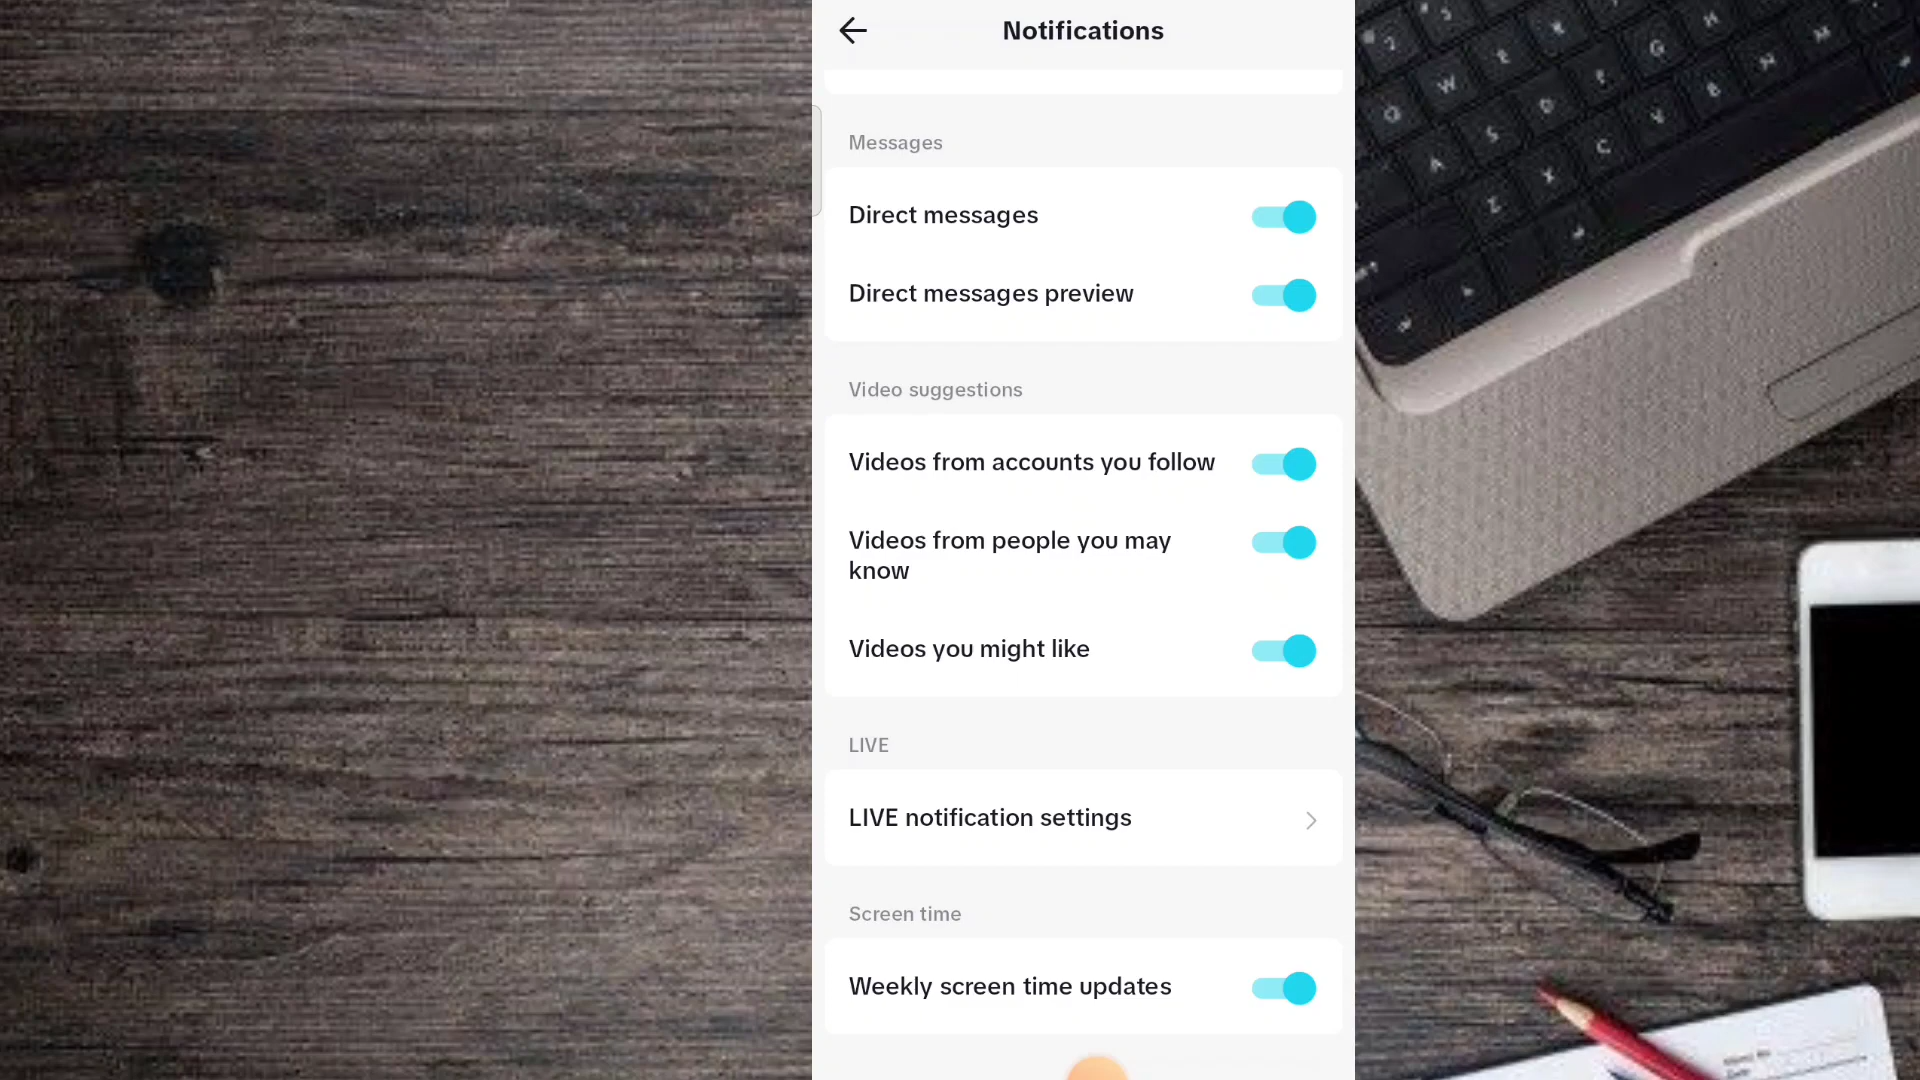 Notifications
Messages
Direct messages
Direct messages preview
Video suggestions
Videos from accounts you follow
Videos from people you may
know
Videos you might like
LIVE
LIVE notification settings
Screen time
Weekly screen time updates